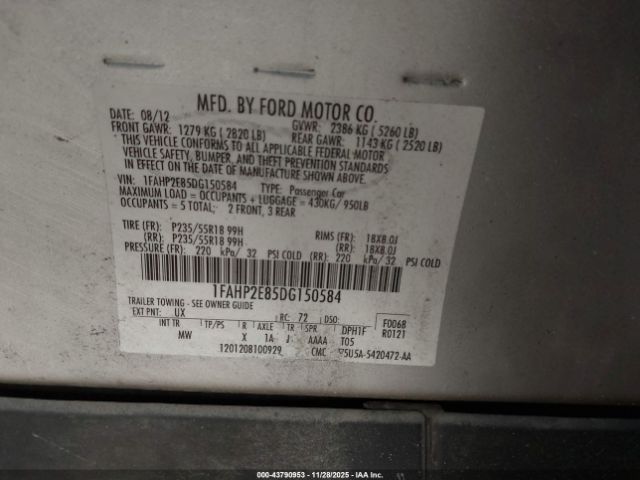 MFD. BY FORD MOTOR CO.
DATE: 08/12 GVWR: 2386 KG ( 5260 LB)
FRONT GAWR: 1279 KG ( 2820 LB) REAR GAWR: 1143 KG ( 2520 LB)
THIS VEHICLE CONFORMS TO ALL APPLICABLE FEDERAL MOTOR
VEHICLE SAFETY, BUMPER, AND THEFT PREVENTION STANDARDS
IN EFFECT ON THE DATE OF MANUFACTURE SHOWN ABOVE.
VIN: 1FAHP2E85DG150584 TYPE: Passenger Car
MAXIMUM LOAD = OCCUPANTS + LUGGAGE = 430KG/ 950LB
OCCUPANTS = 5 TOTAL; 2 FRONT, 3 REAR
TIRE (FR): P235/55R18 99H RIMS (FR): 18X8.0J
(RR): P235/55R18 99H (RR): 18X8.0J
PRESSURE (FR): 220 kPa/ 32 PSI COLD (RR): 220 kPa/ 32 PSI COLD
1FAHP2E85DG150584
TRAILER TOWING - SEE OWNER GUIDE
EXT PNT: UX RC: 72 DSO: F0068
R0121
INT TR TP/PS R AXLE TR SPR DPH1F
MW X 1A J AAAA T05
1201208100929 CMC 5U5A-5420472-AA
000-43790953 | 11/28/2025 - IAA Inc.